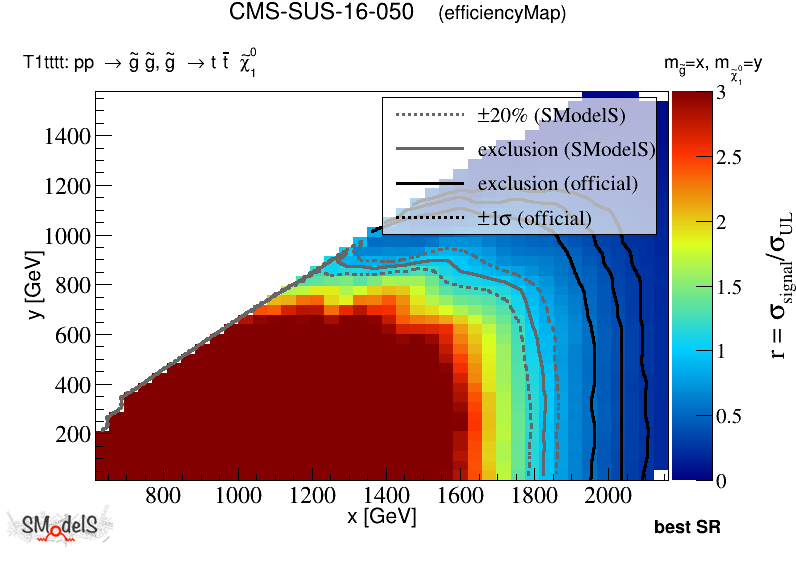 CMS-SUS-16-050 (efficiencyMap)
T1tttt: pp → g̃ g̃, g̃ → t t̄ χ̃₁⁰
m_g̃=x, m_χ̃₁⁰=y
±20% (SModelS)
exclusion (SModelS)
exclusion (official)
±1σ (official)
1400
1200
1000
800
600
400
200
y [GeV]
800 1000 1200 1400 1600 1800 2000
x [GeV]
3
2.5
2
1.5
1
0.5
0
r = σ_signal/σ_UL
SModelS
best SR